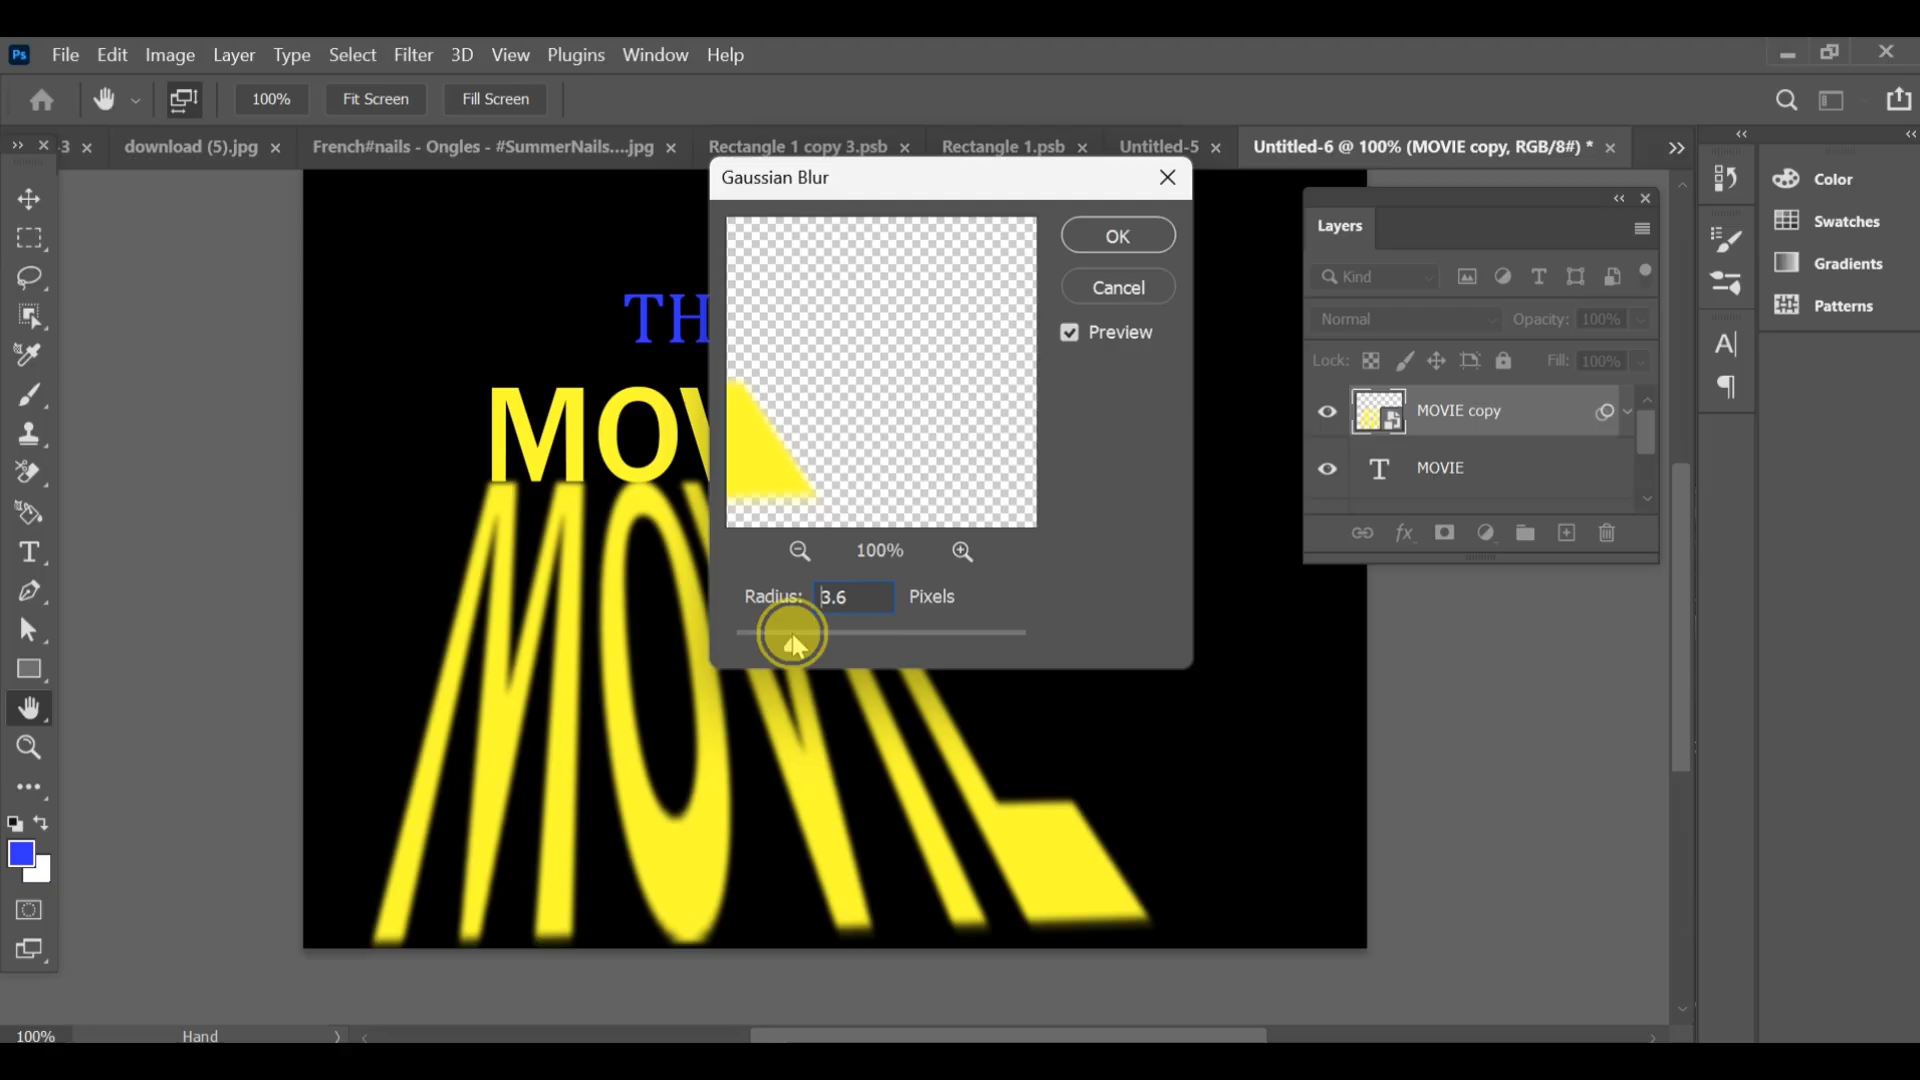 Ps File Edit Image Layer Type Select Filter 3D View Plugins Window Help
100% Fit Screen Fill Screen
-3 × download (5).jpg × French#nails - Ongles - #SummerNails....jpg × Rectangle 1 copy 3.psb × Rectangle 1.psb × Untitled-5 × Untitled-6 @ 100% (MOVIE copy, RGB/8#) * ×
Gaussian Blur
OK
Cancel
Preview
100%
Radius: 3.6 Pixels
TH
MOV
Layers
Kind
Normal Opacity: 100%
Lock: Fill: 100%
MOVIE copy
T MOVIE
Color
Swatches
Gradients
Patterns
100% Hand